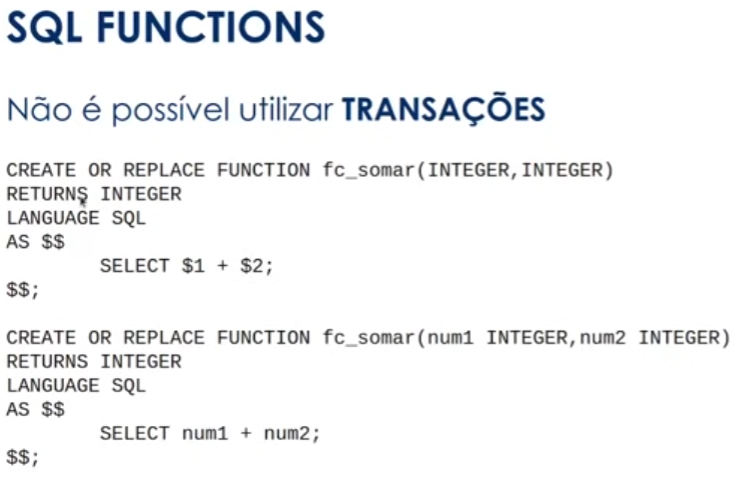 SQL FUNCTIONS
Não é possível utilizar TRANSAÇÕES
CREATE OR REPLACE FUNCTION fc_somar(INTEGER,INTEGER)
RETURNS INTEGER
LANGUAGE SQL
AS $$
SELECT $1 + $2;
$$;
CREATE OR REPLACE FUNCTION fc_somar(num1 INTEGER,num2 INTEGER)
RETURNS INTEGER
LANGUAGE SQL
AS $$
SELECT num1 + num2;
$$;